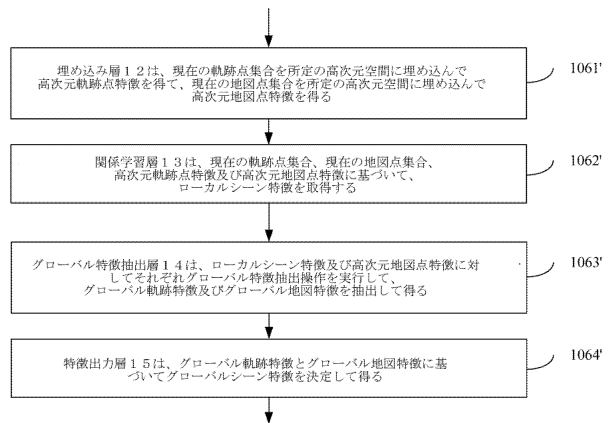 埋め込み層12は、現在の軌跡点集合を所定の高次元空間に埋め込んで
高次元軌跡点特徴を得て、現在の地図点集合を所定の高次元空間に埋め込んで
高次元地図点特徴を得る
1061'
関係学習層13は、現在の軌跡点集合、現在の地図点集合、
高次元軌跡点特徴及び高次元地図点特徴に基づいて、
ローカルシーン特徴を取得する
1062'
グローバル特徴抽出層14は、ローカルシーン特徴及び高次元地図点特徴に対
してそれぞれグローバル特徴抽出操作を実行して、
グローバル軌跡特徴及びグローバル地図特徴を抽出して得る
1063'
特徴出力層15は、グローバル軌跡特徴とグローバル地図特徴に基
づいてグローバルシーン特徴を決定して得る
1064'